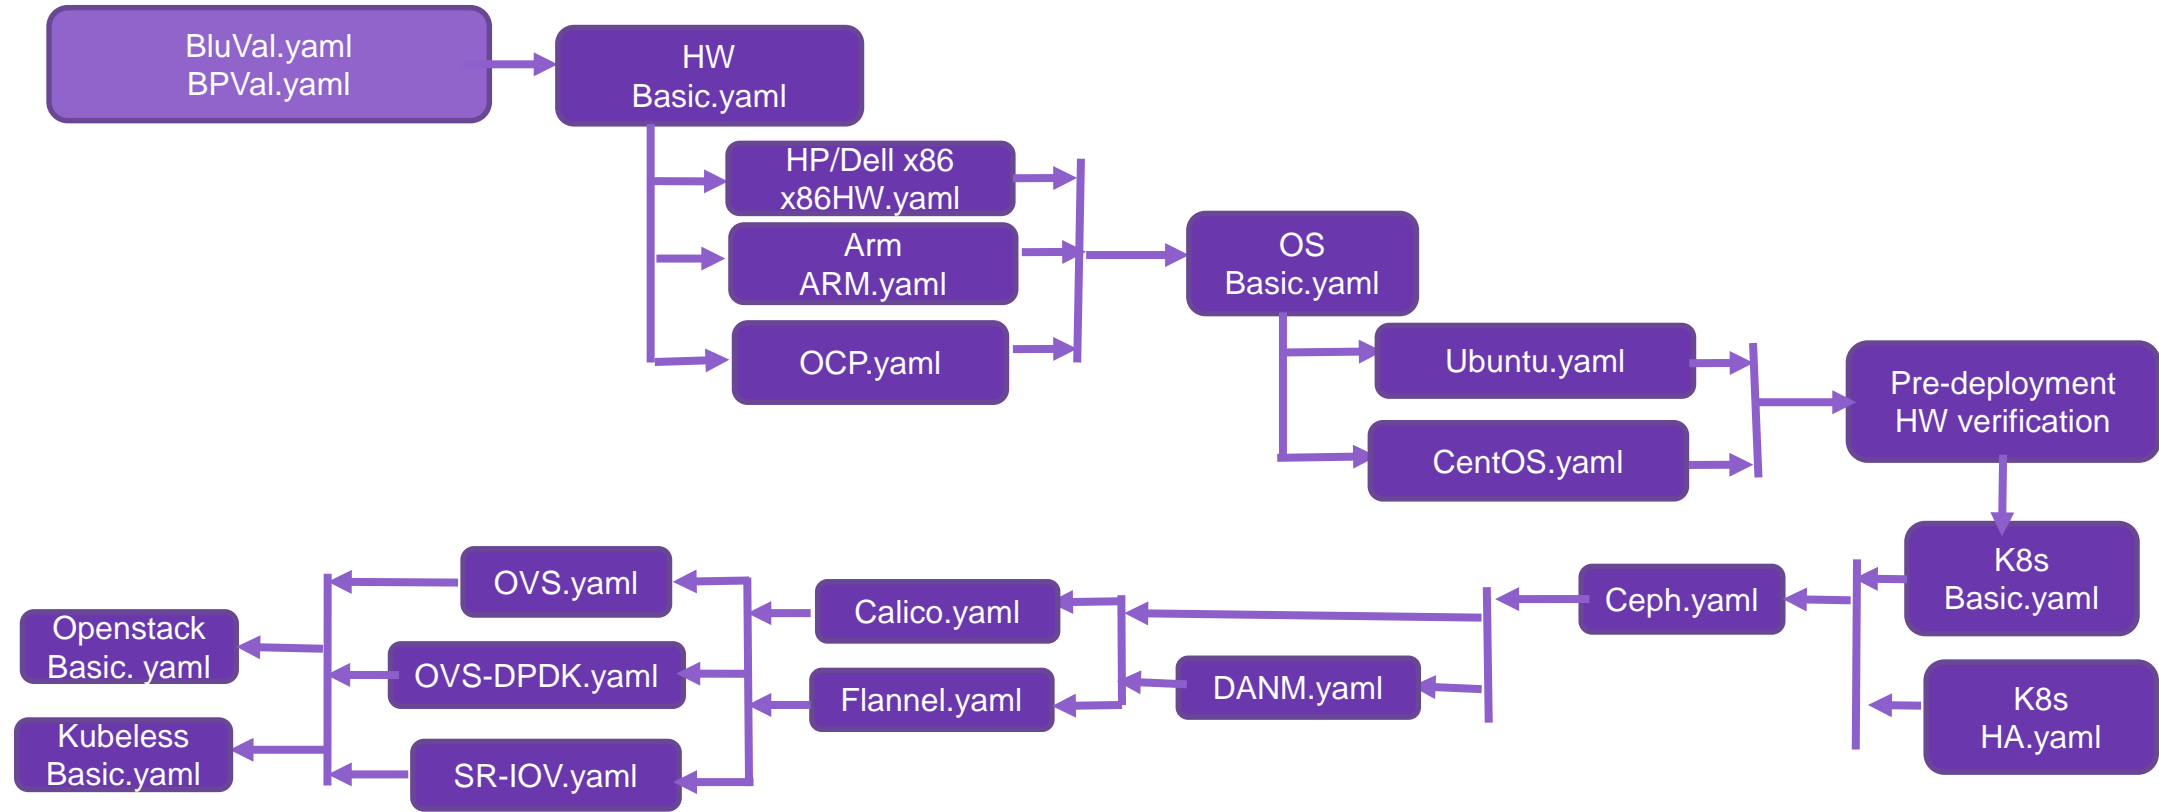 BluVal.yaml
BPVal.yaml
HW
Basic.yaml
HP/Dell x86
x86HW.yaml
Arm
ARM.yaml
OCP.yaml
OS
Basic.yaml
Ubuntu.yaml
CentOS.yaml
Pre-deployment
HW verification
K8s
Basic.yaml
K8s
HA.yaml
Ceph.yaml
DANM.yaml
Calico.yaml
Flannel.yaml
OVS.yaml
OVS-DPDK.yaml
SR-IOV.yaml
Openstack
Basic. yaml
Kubeless
Basic.yaml